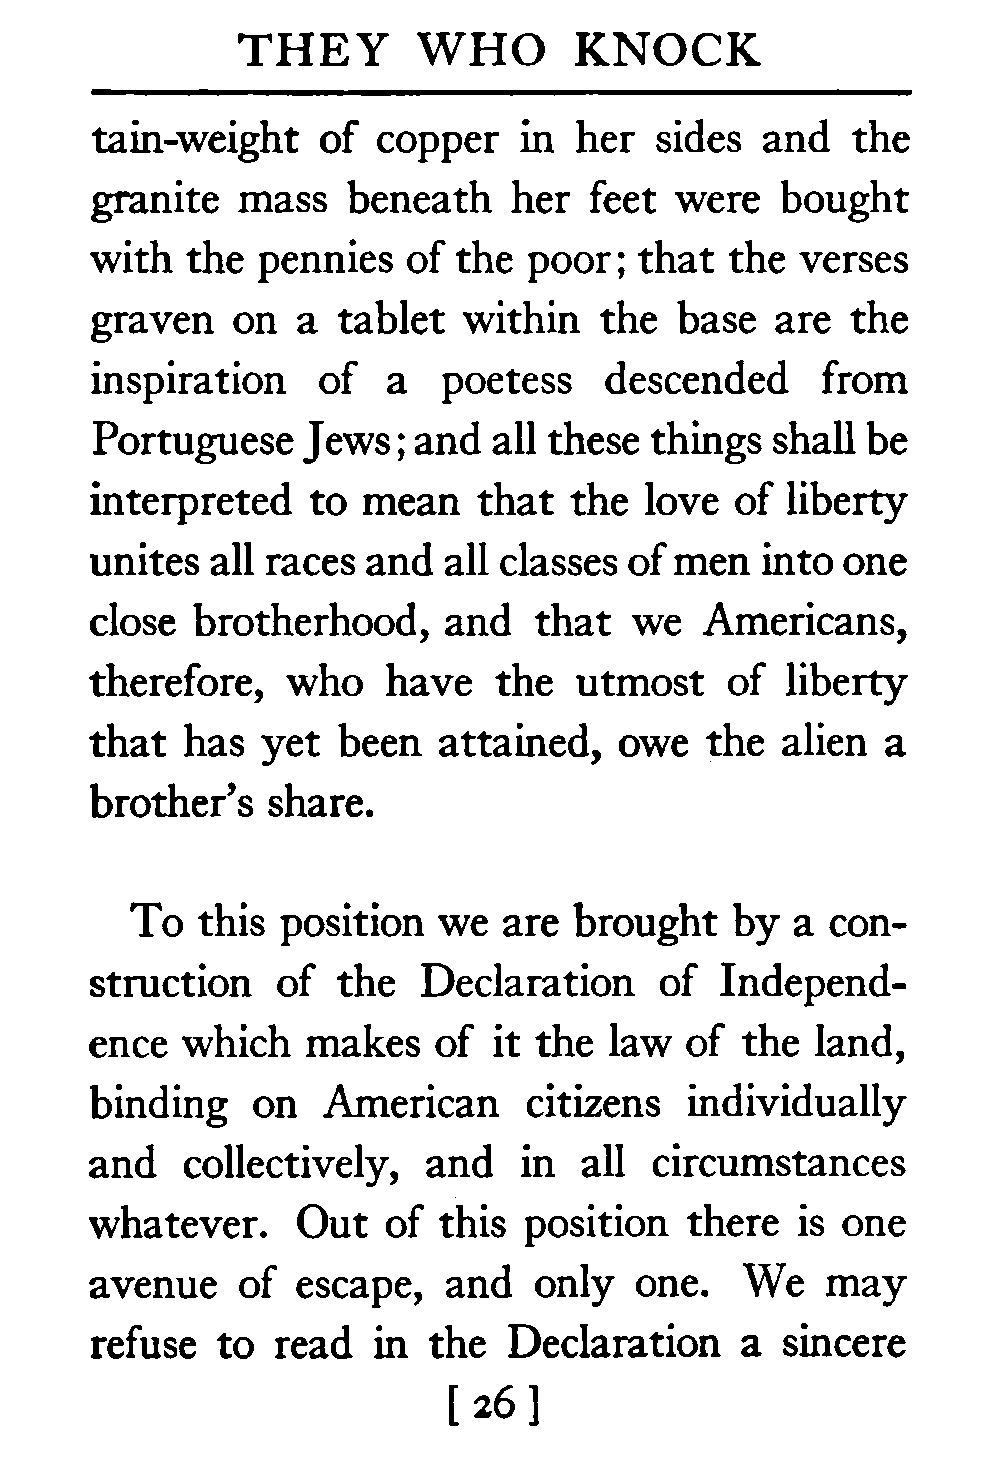 THEY WHO KNOCK
tain-weight of copper in her sides and the
granite mass beneath her feet were bought
with the pennies of the poor; that the verses
graven on a tablet within the base are the
inspiration of a poetess descended from
Portuguese Jews; and all these things shall be
interpreted to mean that the love of liberty
unites all races and all classes of men into one
close brotherhood, and that we Americans,
therefore, who have the utmost of liberty
that has yet been attained, owe the alien a
brother's share.
To this position we are brought by a con-
struction of the Declaration of Independ-
ence which makes of it the law of the land,
binding on American citizens individually
and collectively, and in all circumstances
whatever. Out of this position there is one
avenue of escape, and only one. We may
refuse to read in the Declaration a sincere
[ 26 ]